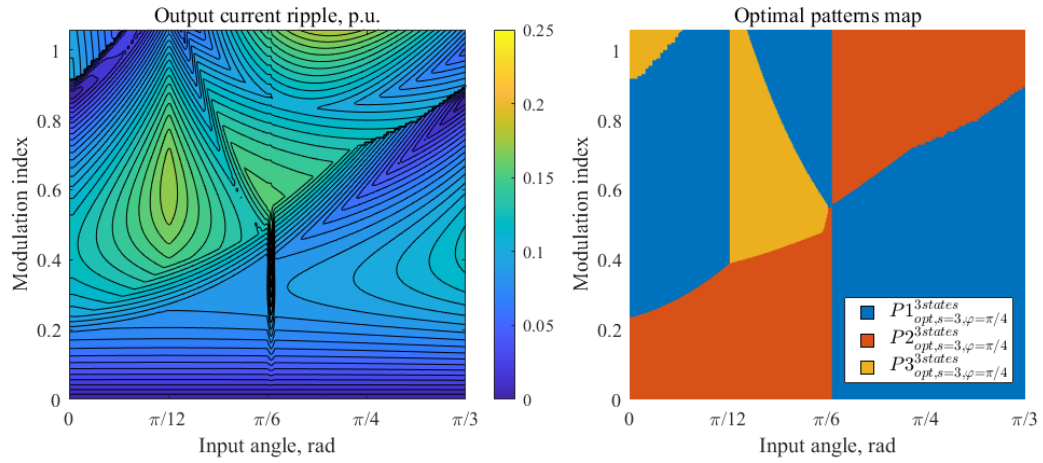 Output current ripple, p.u.
Modulation index
1
0.8
0.6
0.4
0.2
0
0
π/12
π/6
π/4
π/3
Input angle, rad
0.25
0.2
0.15
0.1
0.05
0
Optimal patterns map
Modulation index
1
0.8
0.6
0.4
0.2
0
0
π/12
π/6
π/4
π/3
Input angle, rad
P1^{3states}_{opt,s=3,φ=π/4}
P2^{3states}_{opt,s=3,φ=π/4}
P3^{3states}_{opt,s=3,φ=π/4}